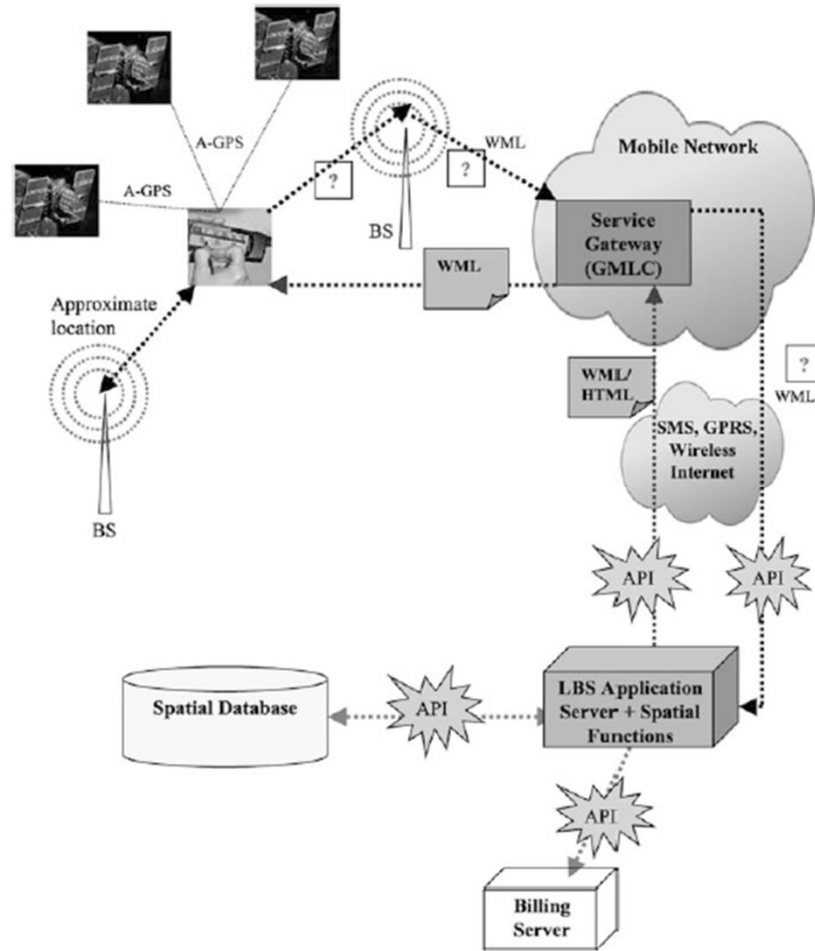 A-GPS
A-GPS
?
?
WML
Mobile Network
BS
Service
Gateway
(GMLC)
WML
Approximate
location
WML/
HTML
?
WML
SMS, GPRS,
Wireless
Internet
BS
API
API
Spatial Database
API
LBS Application
Server + Spatial
Functions
API
Billing
Server